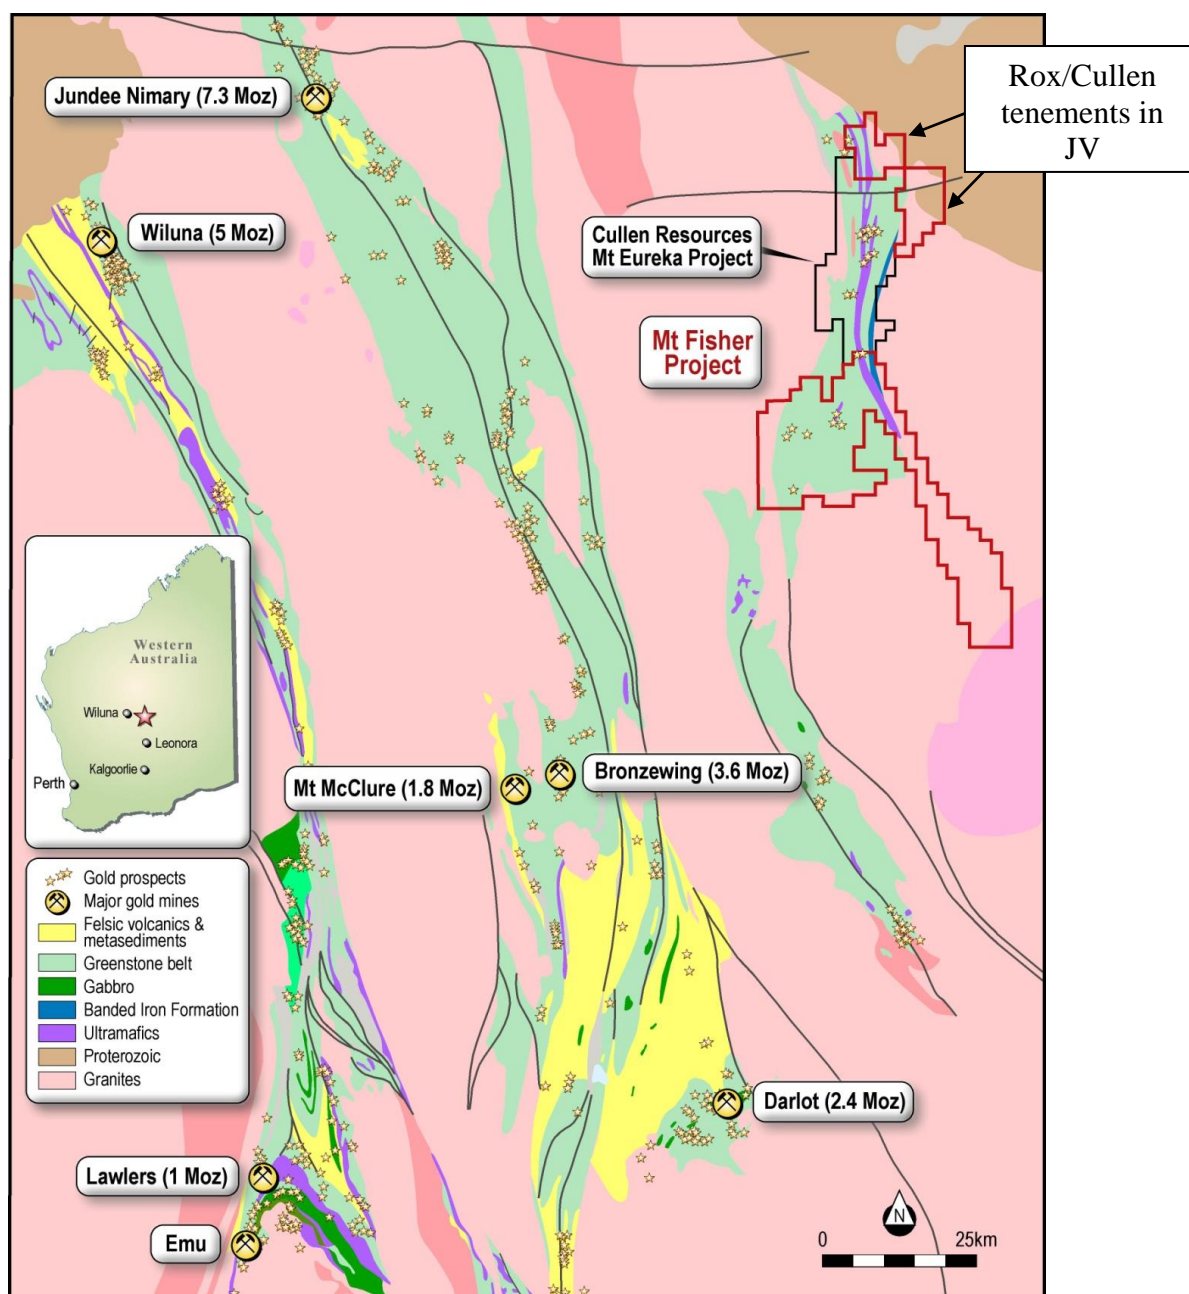 Rox/Cullen
tenements in
JV
Jundee Nimary (7.3 Moz)
Wiluna (5 Moz)
Cullen Resources
Mt Eureka Project
Mt Fisher
Project
Western
Australia
Wiluna
Leonora
Kalgoorlie
Perth
Mt McClure (1.8 Moz)
Bronzewing (3.6 Moz)
Gold prospects
Major gold mines
Felsic volcanics &
metasediments
Greenstone belt
Gabbro
Banded Iron Formation
Ultramafics
Proterozoic
Granites
Darlot (2.4 Moz)
Lawlers (1 Moz)
Emu
N
0 25km